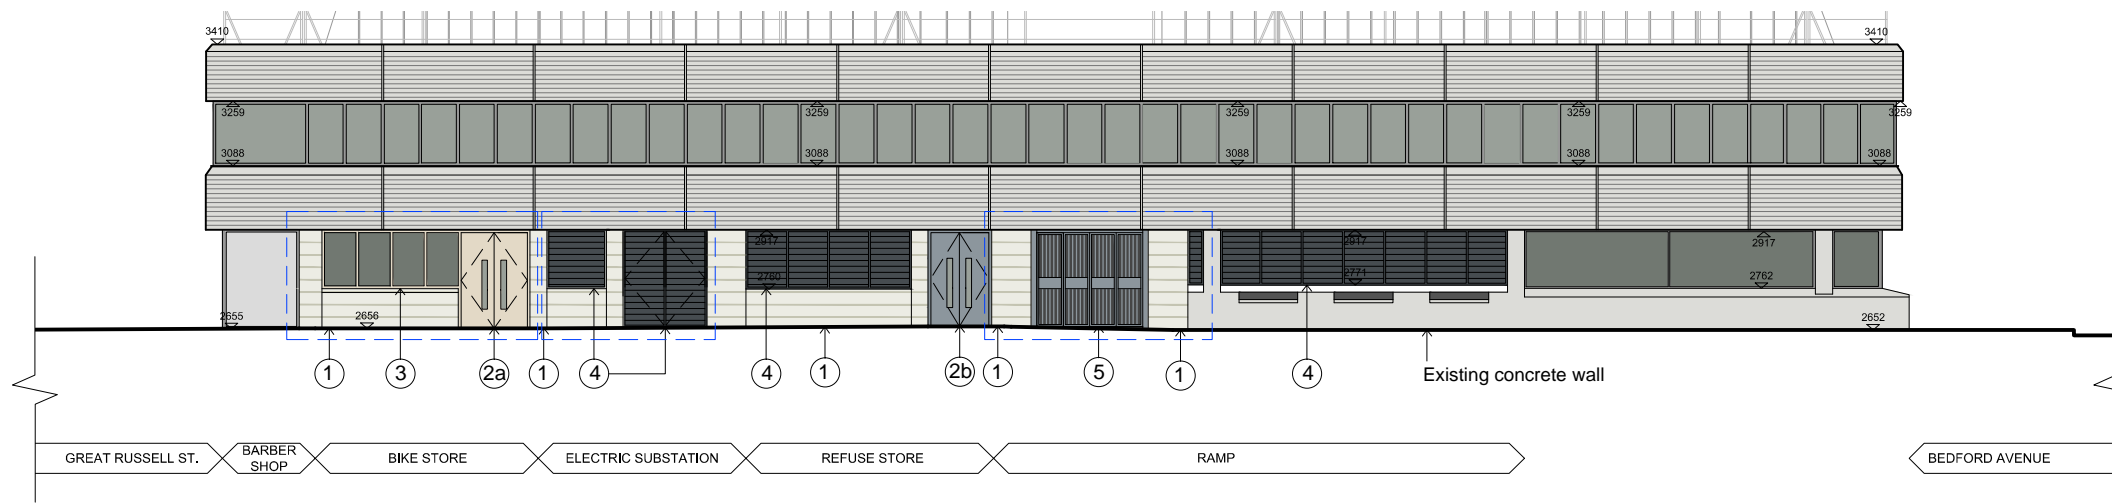 3410
3410
3259
3259
3259
3259
3259
3088
3088
3088
3088
3088
2917
2917
2917
2760
2771
2762
2655
2656
2652
1
3
2a
1
4
4
1
2b
1
5
1
4
Existing concrete wall
GREAT RUSSELL ST.
BARBER
SHOP
BIKE STORE
ELECTRIC SUBSTATION
REFUSE STORE
RAMP
BEDFORD AVENUE